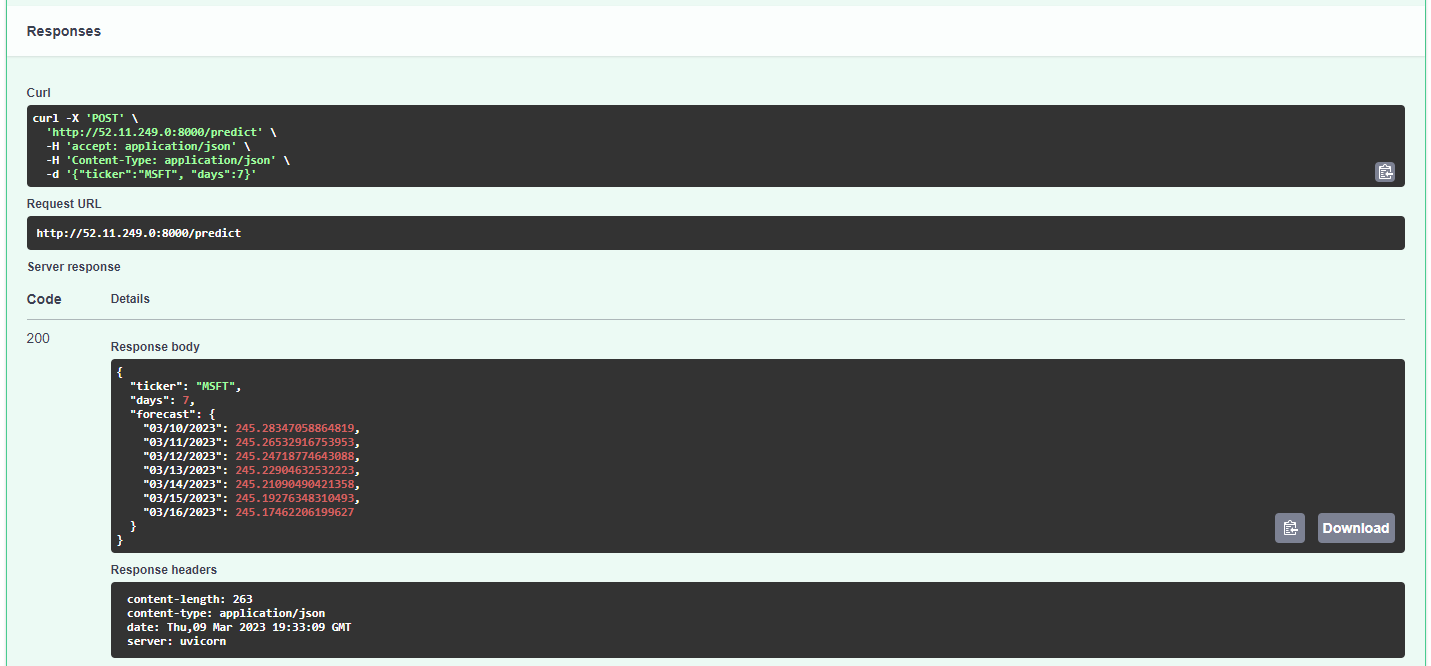 Responses
Curl
curl -X 'POST' \
  'http://52.11.249.0:8000/predict' \
  -H 'accept: application/json' \
  -H 'Content-Type: application/json' \
  -d '{"ticker":"MSFT", "days":7}'
Request URL
http://52.11.249.0:8000/predict
Server response
Code Details
200
Response body
{
  "ticker": "MSFT",
  "days": 7,
  "forecast": {
    "03/10/2023": 245.28347058864819,
    "03/11/2023": 245.26532916753953,
    "03/12/2023": 245.24718774643088,
    "03/13/2023": 245.22904632532223,
    "03/14/2023": 245.21090490421358,
    "03/15/2023": 245.19276348310493,
    "03/16/2023": 245.17462206199627
  }
}
Download
Response headers
content-length: 263
content-type: application/json
date: Thu,09 Mar 2023 19:33:09 GMT
server: uvicorn